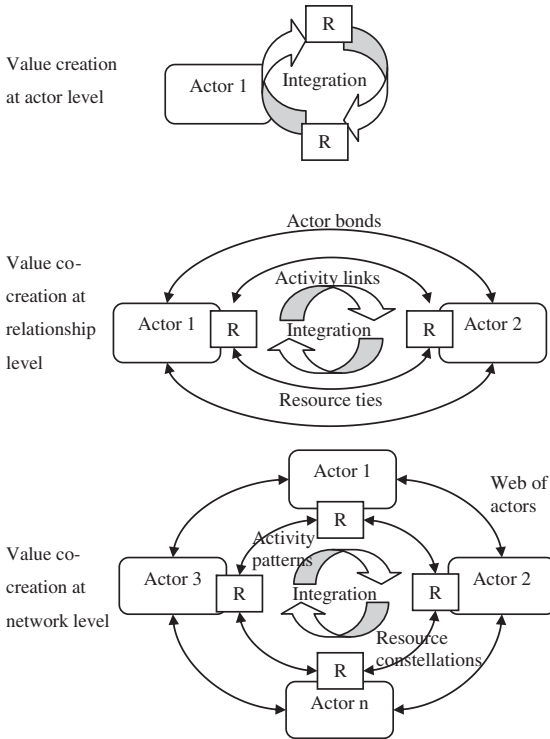 Value creation
at actor level
R
Actor 1
Integration
R
Value co-
creation at
relationship
level
Actor bonds
Activity links
Actor 1
R
Integration
R
Actor 2
Resource ties
Value co-
creation at
network level
Actor 1
R
Web of
actors
Activity
patterns
Actor 3
R
Integration
R
Actor 2
Resource
constellations
R
Actor n